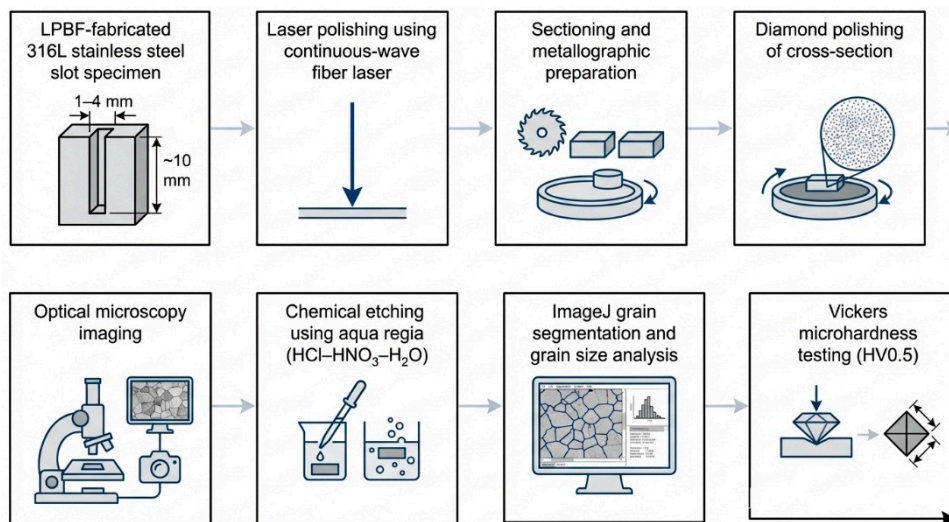 LPBF-fabricated
316L stainless steel
slot specimen
1–4 mm
~10
mm
Laser polishing using
continuous-wave
fiber laser
Sectioning and
metallographic
preparation
Diamond polishing
of cross-section
Optical microscopy
imaging
Chemical etching
using aqua regia
(HCl–HNO₃–H₂O)
ImageJ grain
segmentation and
grain size analysis
Vickers
microhardness
testing (HV0.5)